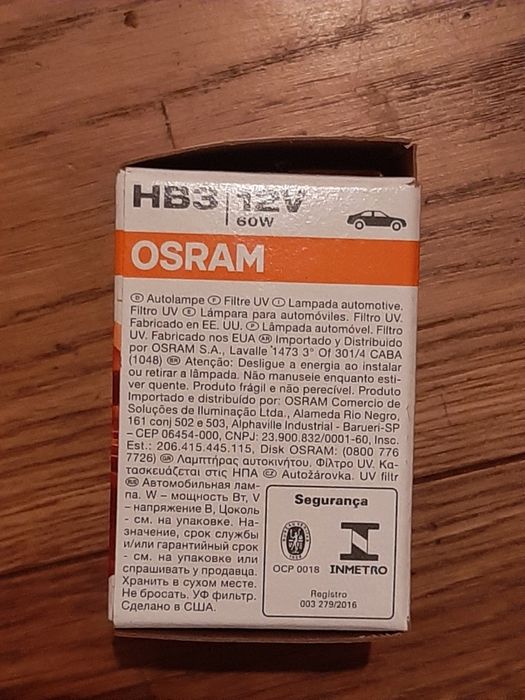 HB3 12V
60W
OSRAM
D Autolampe F Filtre UV I Lampada automotive.
Filtro UV E Lámpara para automóviles. Filtro UV.
Fabricado en EE. UU. P Lâmpada automóvel. Filtro
UV. Fabricado nos EUA AR Importado y Distribuido
por OSRAM S.A., Lavalle 1473 3° Of 301/4 CABA
(1048) BR Atenção: Desligue a energia ao instalar
ou retirar a lâmpada. Não manuseie enquanto esti-
ver quente. Produto frágil e não perecível. Produto
Importado e distribuído por: OSRAM Comercio de
Soluções de Iluminação Ltda., Alameda Rio Negro,
161 conj 502 e 503, Alphaville Industrial - Barueri-SP
– CEP 06454-000, CNPJ: 23.900.832/0001-60, Insc.
Est.: 206.415.445.115, Disk OSRAM: (0800 776
7726) GR Λαμπτήρας αυτοκινήτου. Φίλτρο UV. Κα-
τασκευάζεται στις ΗΠΑ CZ Autožárovka. UV filtr
RUS Автомобильная лам-
па. W – мощность Вт, V
– напряжение В, Цоколь
- см. на упаковке. На-
значение, срок службы
и/или гарантийный срок
- см. на упаковке или
спрашивать у продавца.
Хранить в сухом месте.
Не бросать. УФ фильтр.
Сделано в США.
Segurança
OCP 0018
INMETRO
Registro
003 279/2016